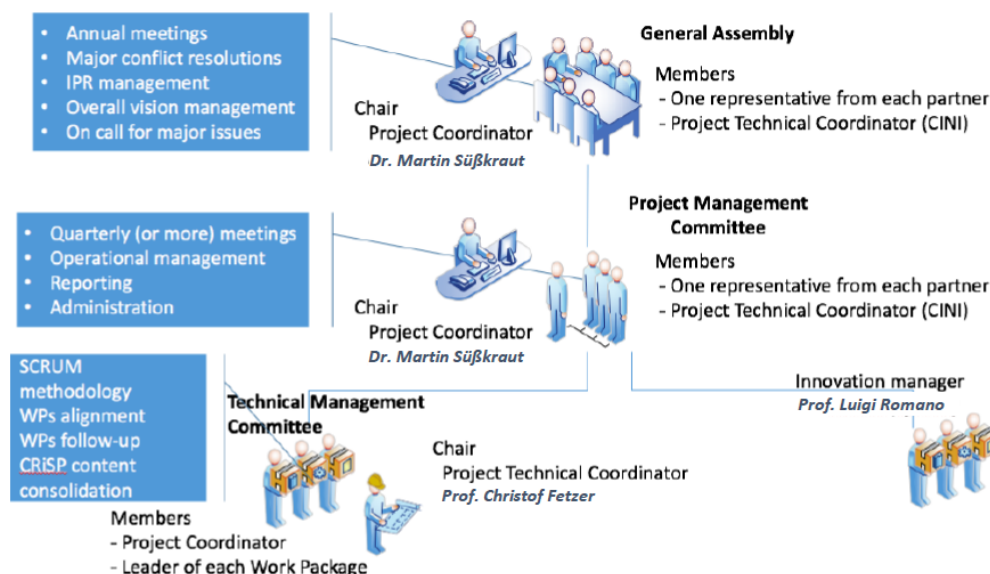 • Annual meetings
• Major conflict resolutions
• IPR management
• Overall vision management
• On call for major issues
Chair
Project Coordinator
Dr. Martin Süßkraut
General Assembly
Members
- One representative from each partner
- Project Technical Coordinator (CINI)
• Quarterly (or more) meetings
• Operational management
• Reporting
• Administration
Chair
Project Coordinator
Dr. Martin Süßkraut
Project Management
Committee
Members
- One representative from each partner
- Project Technical Coordinator (CINI)
SCRUM
methodology
WPs alignment
WPs follow-up
CRiSP content
consolidation
Technical Management
Committee
Members
- Project Coordinator
- Leader of each Work Package
Chair
Project Technical Coordinator
Prof. Christof Fetzer
Innovation manager
Prof. Luigi Romano